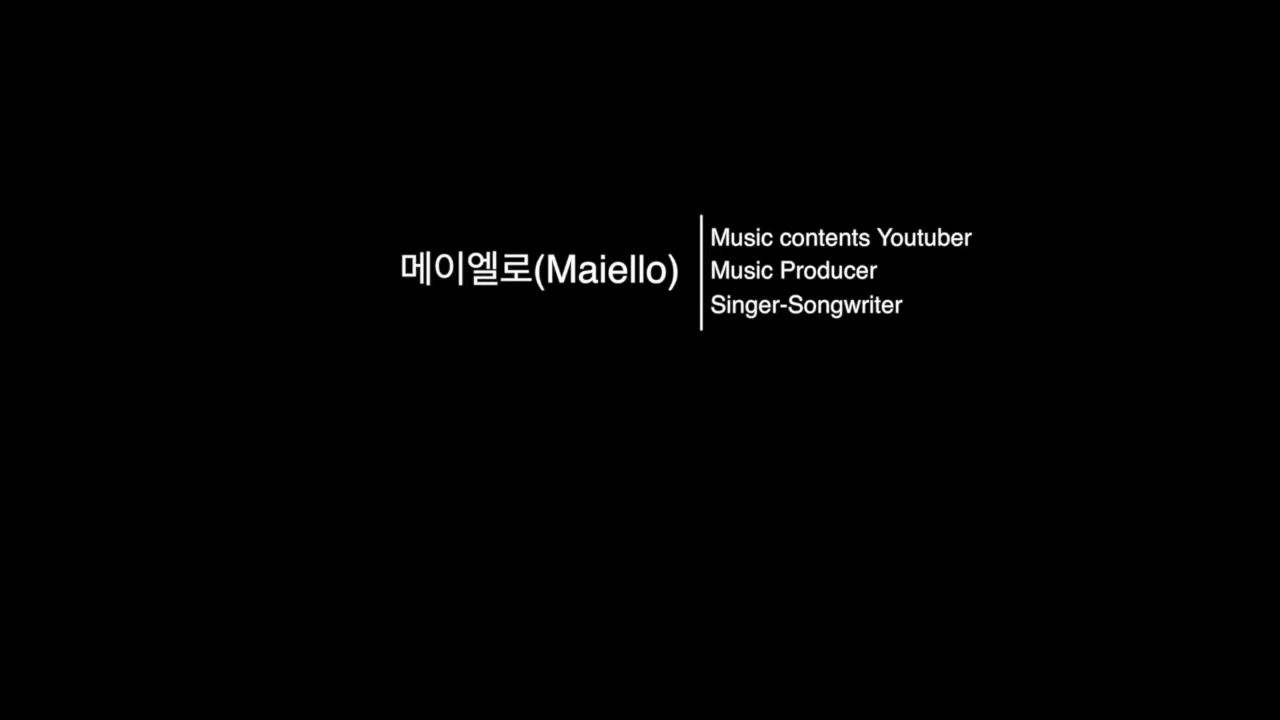 메이엘로(Maiello)
Music contents Youtuber
Music Producer
Singer-Songwriter